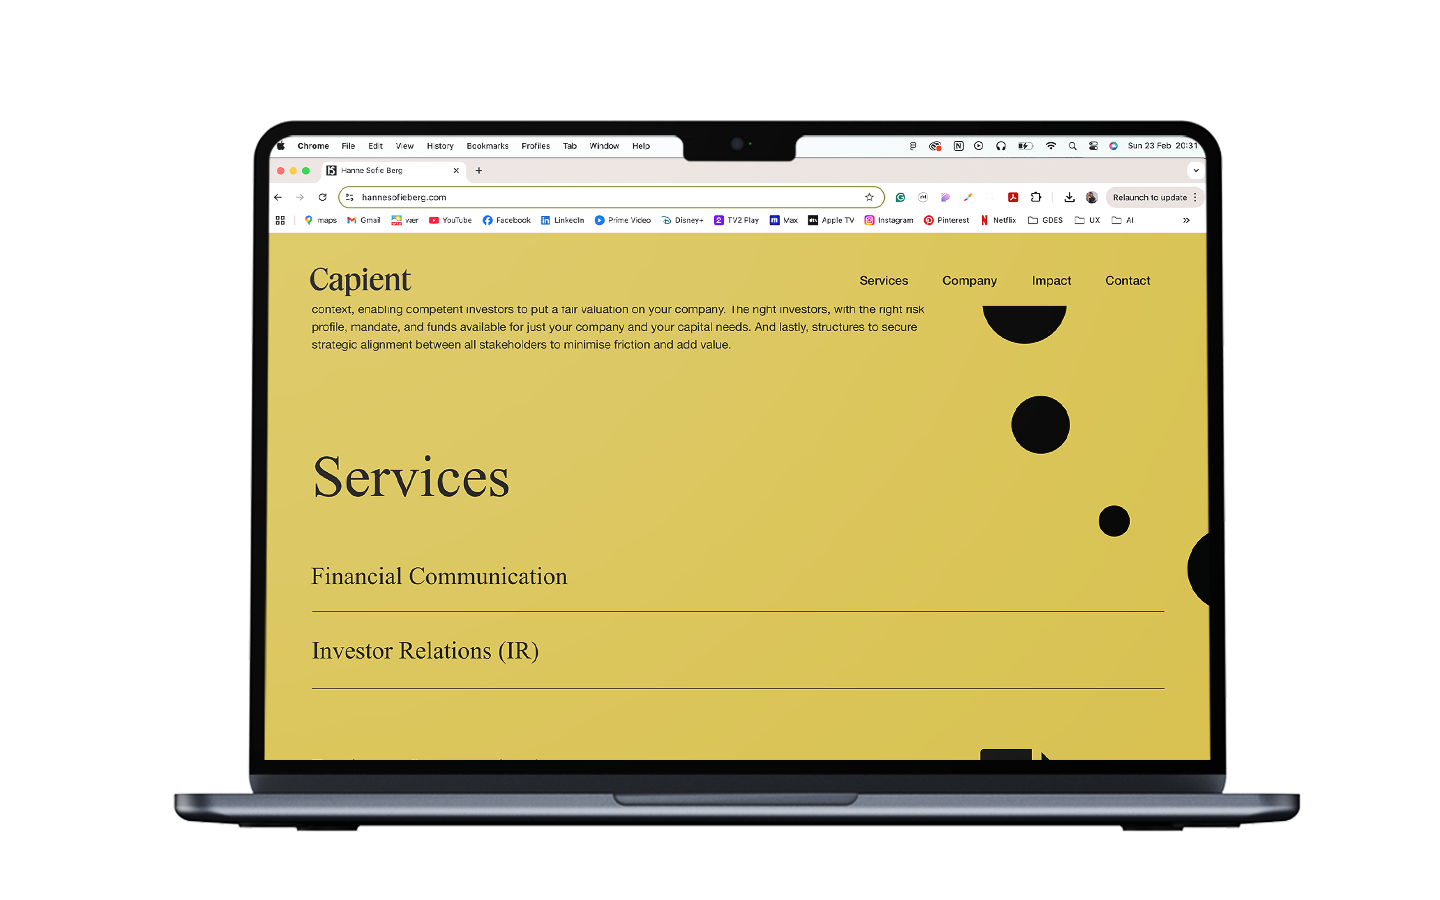 Chrome File Edit View History Bookmarks Profiles Tab Window Help Sun 23 Feb 20:31
Hanne Sofie Berg
hannesofieberg.com Relaunch to update
maps Gmail vær YouTube Facebook LinkedIn Prime Video Disney+ TV2 Play Max Apple TV Instagram Pinterest Netflix GDES UX AI
Capient Services Company Impact Contact
context, enabling competent investors to put a fair valuation on your company. The right investors, with the right risk
profile, mandate, and funds available for just your company and your capital needs. And lastly, structures to secure
strategic alignment between all stakeholders to minimise friction and add value.
Services
Financial Communication
Investor Relations (IR)